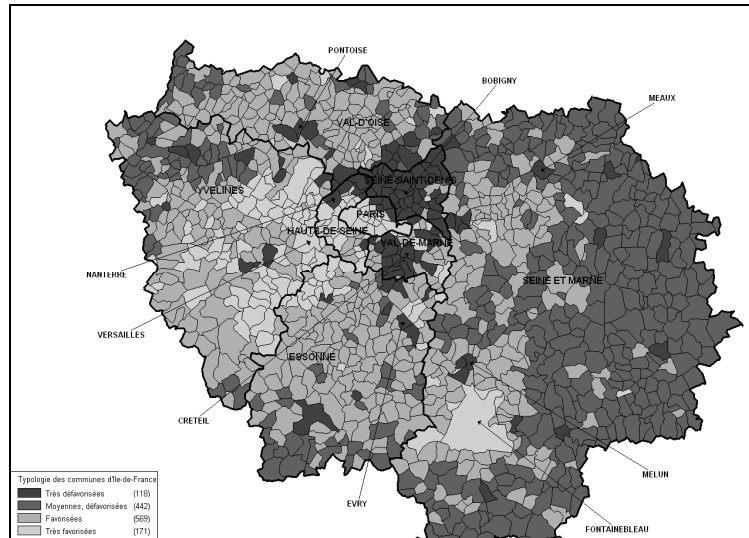 PONTOISE
BOBIGNY
MEAUX
VAL-D'OISE
SEINE-SAINT-DENIS
YVELINES
PARIS
HAUTS-DE-SEINE
VAL-DE-MARNE
NANTERRE
SEINE ET MARNE
VERSAILLES
ESSONNE
CRETEIL
MELUN
EVRY
FONTAINEBLEAU
Typologie des communes d'Ile-de-France
Très défavorisées (118)
Moyennes, défavorisées (442)
Favorisées (569)
Très favorisées (171)